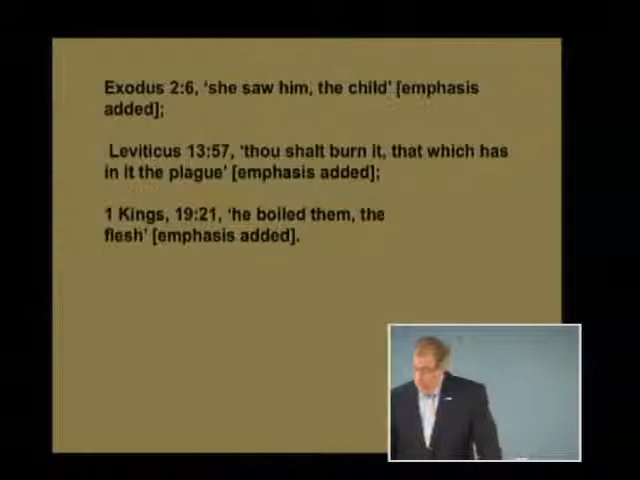 Exodus 2:6, ‘she saw him, the child’ [emphasis
added];
Leviticus 13:57, ‘thou shalt burn it, that which has
in it the plague’ [emphasis added];
1 Kings, 19:21, ‘he boiled them, the
flesh’ [emphasis added].